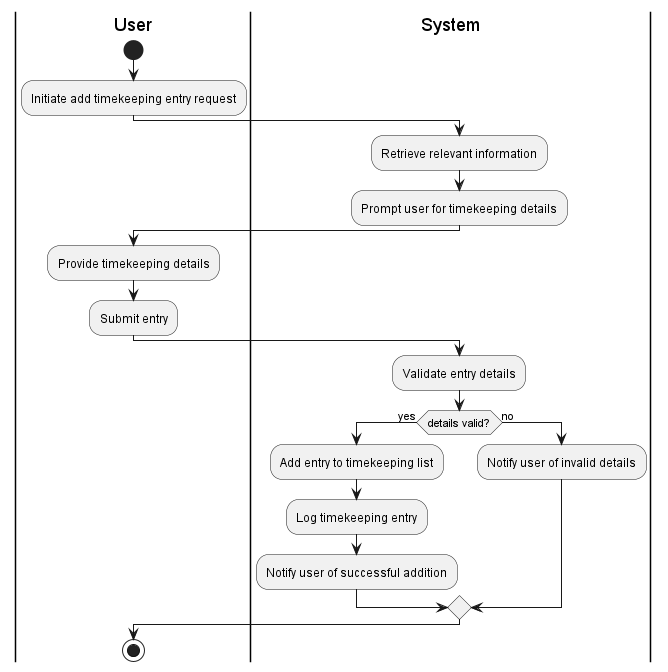 User
System
Initiate add timekeeping entry request
Retrieve relevant information
Prompt user for timekeeping details
Provide timekeeping details
Submit entry
Validate entry details
yes
details valid?
no
Add entry to timekeeping list
Notify user of invalid details
Log timekeeping entry
Notify user of successful addition